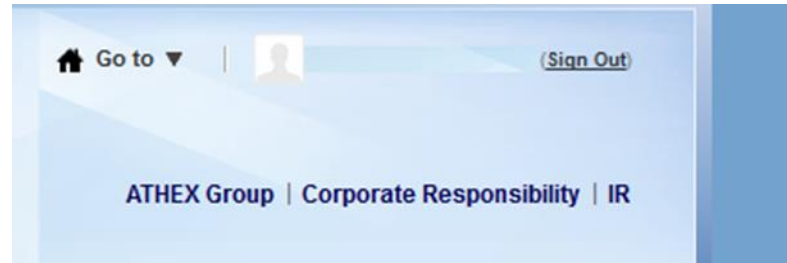 Go to ▼ | (Sign Out)
ATHEX Group | Corporate Responsibility | IR